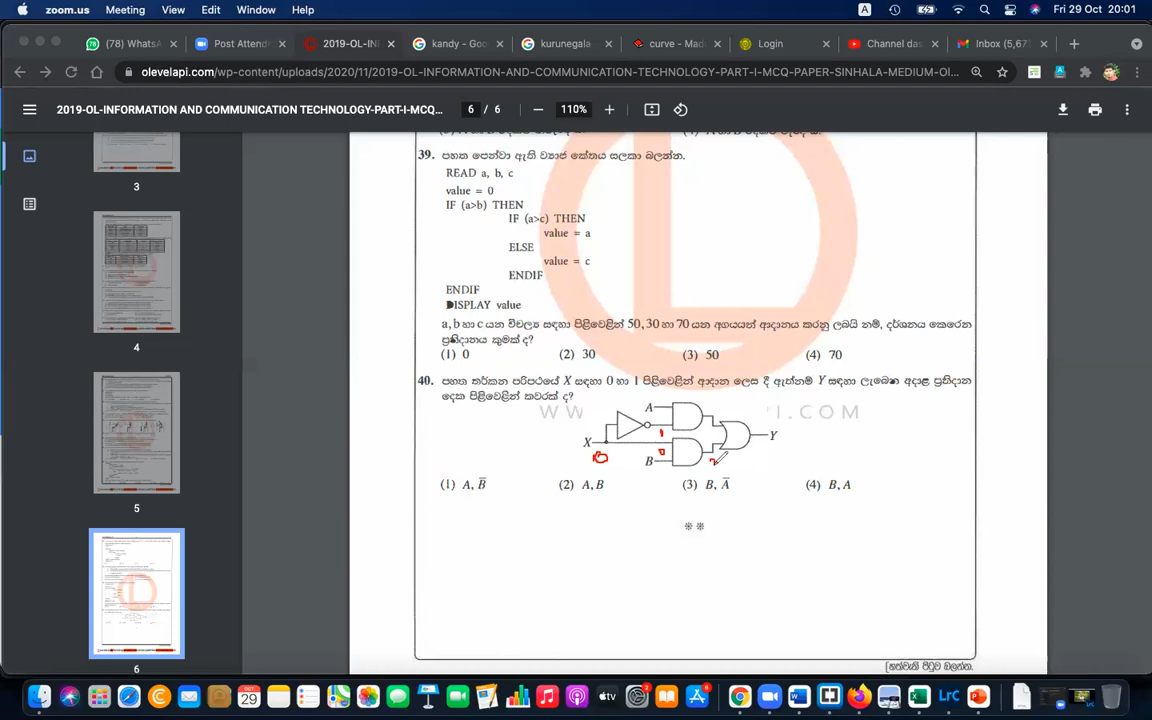 zoom.us Meeting View Edit Window Help A Fri 29 Oct 20:01
(78) WhatsA Post Attend 2019-OL-IN kandy - Goo kurunegala curve - Mad Login Channel das Inbox (5,67
olevelapi.com/wp-content/uploads/2020/11/2019-OL-INFORMATION-AND-COMMUNICATION-TECHNOLOGY-PART-I-MCQ-PAPER-SINHALA-MEDIUM-OL
2019-OL-INFORMATION AND COMMUNICATION TECHNOLOGY-PART-I-MCQ... 6 / 6 110%
3
4
5
6
39. පහත පෙන්වා ඇති ව්‍යාජ කේතය සලකා බලන්න.
READ a, b, c
value = 0
IF (a>b) THEN
IF (a>c) THEN
value = a
ELSE
value = c
ENDIF
ENDIF
DISPLAY value
a, b හා c යන විචල්‍ය සඳහා පිළිවෙළින් 50, 30 හා 70 යන අගයයන් ආදානය කරනු ලබයි නම්, දර්ශනය කෙරෙන
ප්‍රතිදානය කුමක් ද?
(1) 0 (2) 30 (3) 50 (4) 70
40. පහත තර්කන පරිපථයේ X සඳහා 0 හා 1 පිළිවෙළින් ආදාන ලෙස දී ඇත්නම් Y සඳහා ලැබෙන අදාළ ප්‍රතිදාන
දෙක පිළිවෙළින් කවරක් ද?
A
1
X Y
0 0
B
(1) A, B̅ (2) A, B (3) B, A̅ (4) B, A
※ ※
[හත්වැනි පිටුව බලන්න.